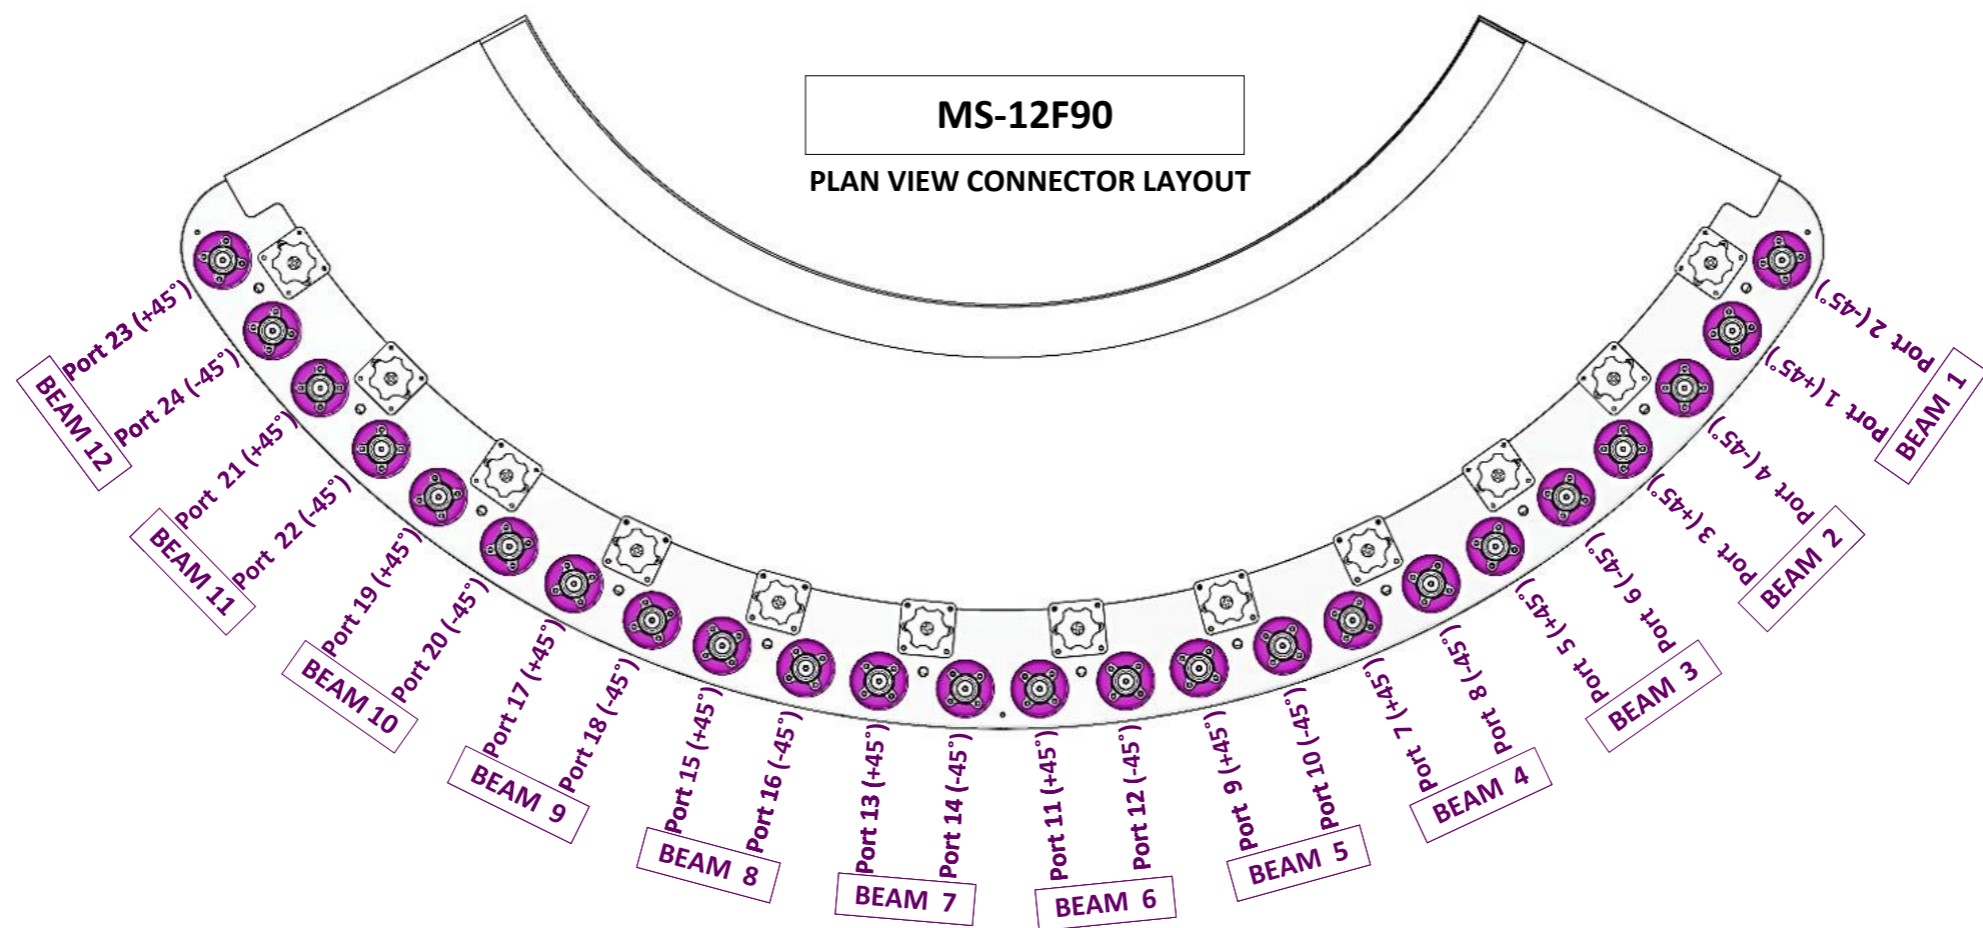 MS-12F90
PLAN VIEW CONNECTOR LAYOUT
Port 23 (+45°)
Port 24 (-45°)
BEAM 12
Port 21 (+45°)
Port 22 (-45°)
BEAM 11
Port 19 (+45°)
Port 20 (-45°)
BEAM 10
Port 17 (+45°)
Port 18 (-45°)
BEAM 9
Port 15 (+45°)
Port 16 (-45°)
BEAM 8
Port 13 (+45°)
Port 14 (-45°)
BEAM 7
Port 11 (+45°)
Port 12 (-45°)
BEAM 6
Port 9 (+45°)
Port 10 (-45°)
BEAM 5
Port 7 (+45°)
Port 8 (-45°)
BEAM 4
Port 5 (+45°)
Port 6 (-45°)
BEAM 3
Port 3 (+45°)
Port 4 (-45°)
BEAM 2
Port 1 (+45°)
Port 2 (-45°)
BEAM 1